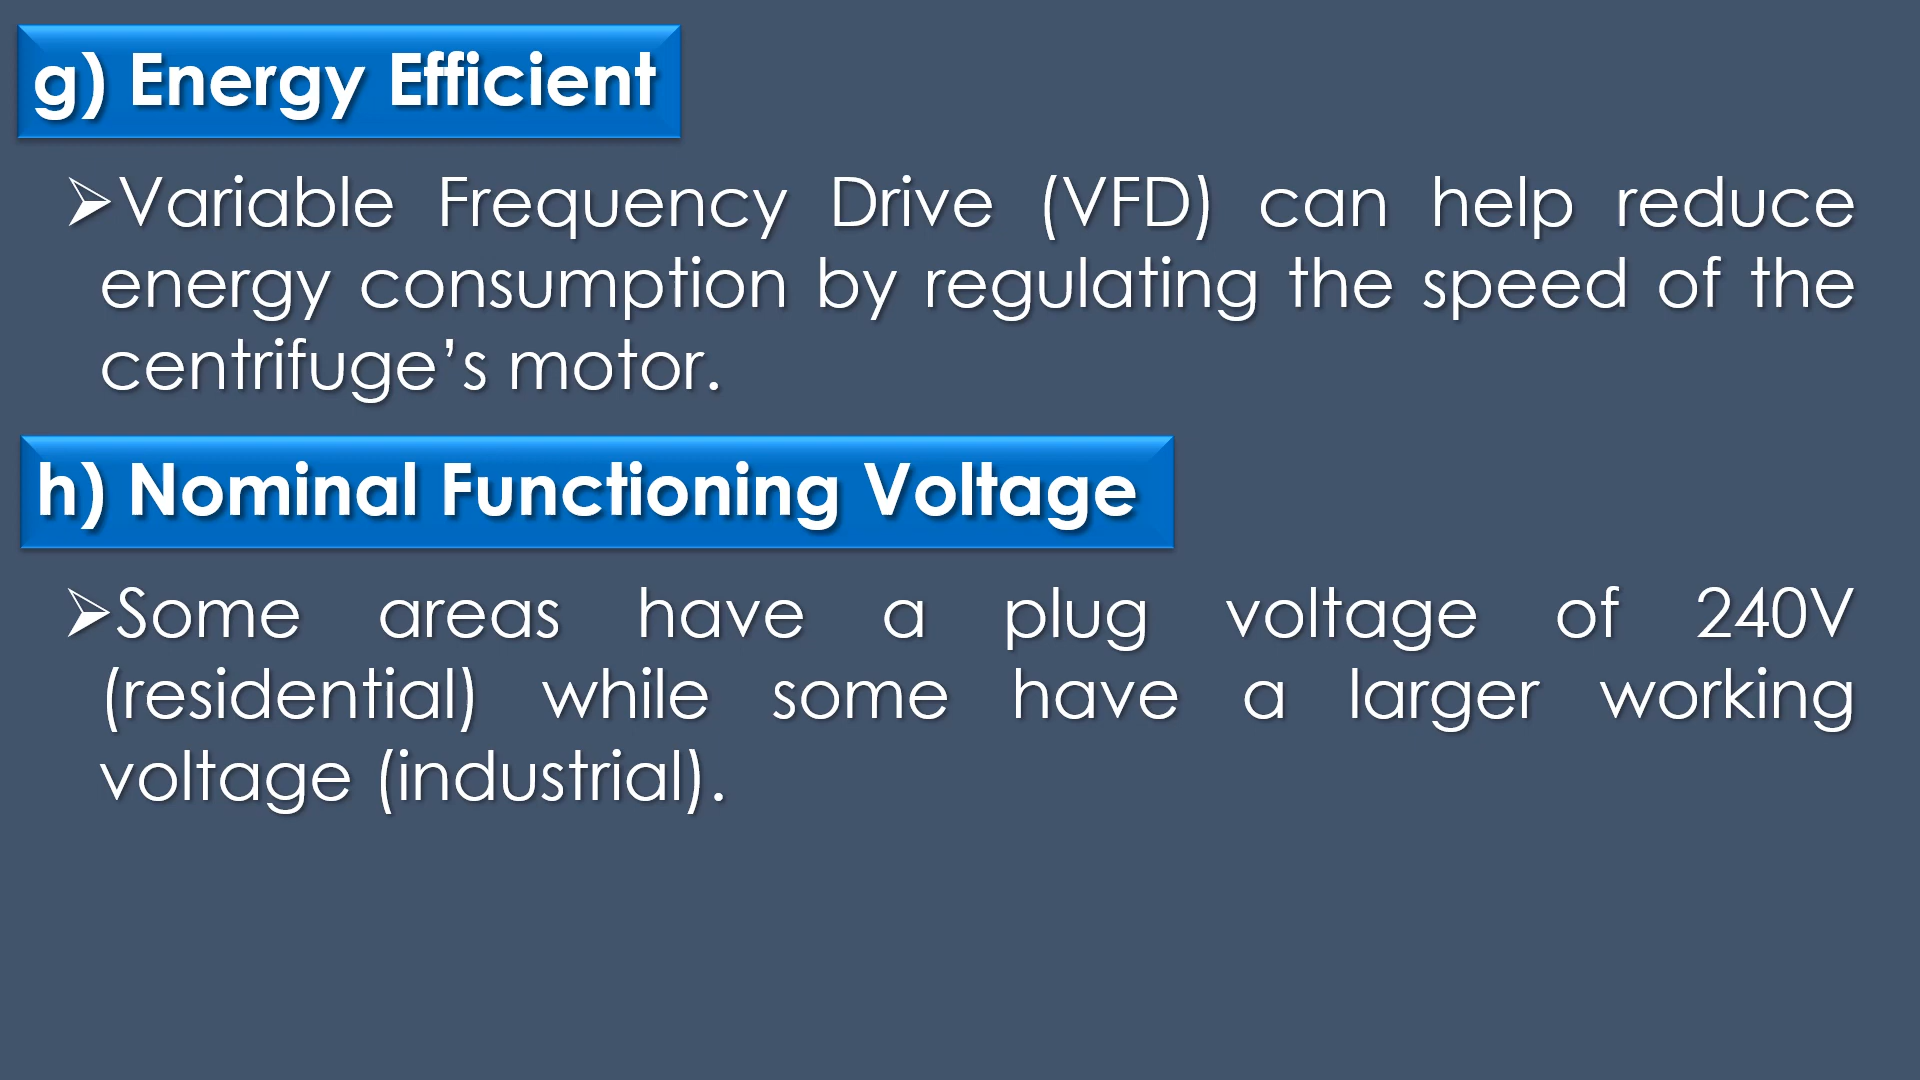 g) Energy Efficient
➢Variable Frequency Drive (VFD) can help reduce
energy consumption by regulating the speed of the
centrifuge’s motor.
h) Nominal Functioning Voltage
➢Some areas have a plug voltage of 240V
(residential) while some have a larger working
voltage (industrial).